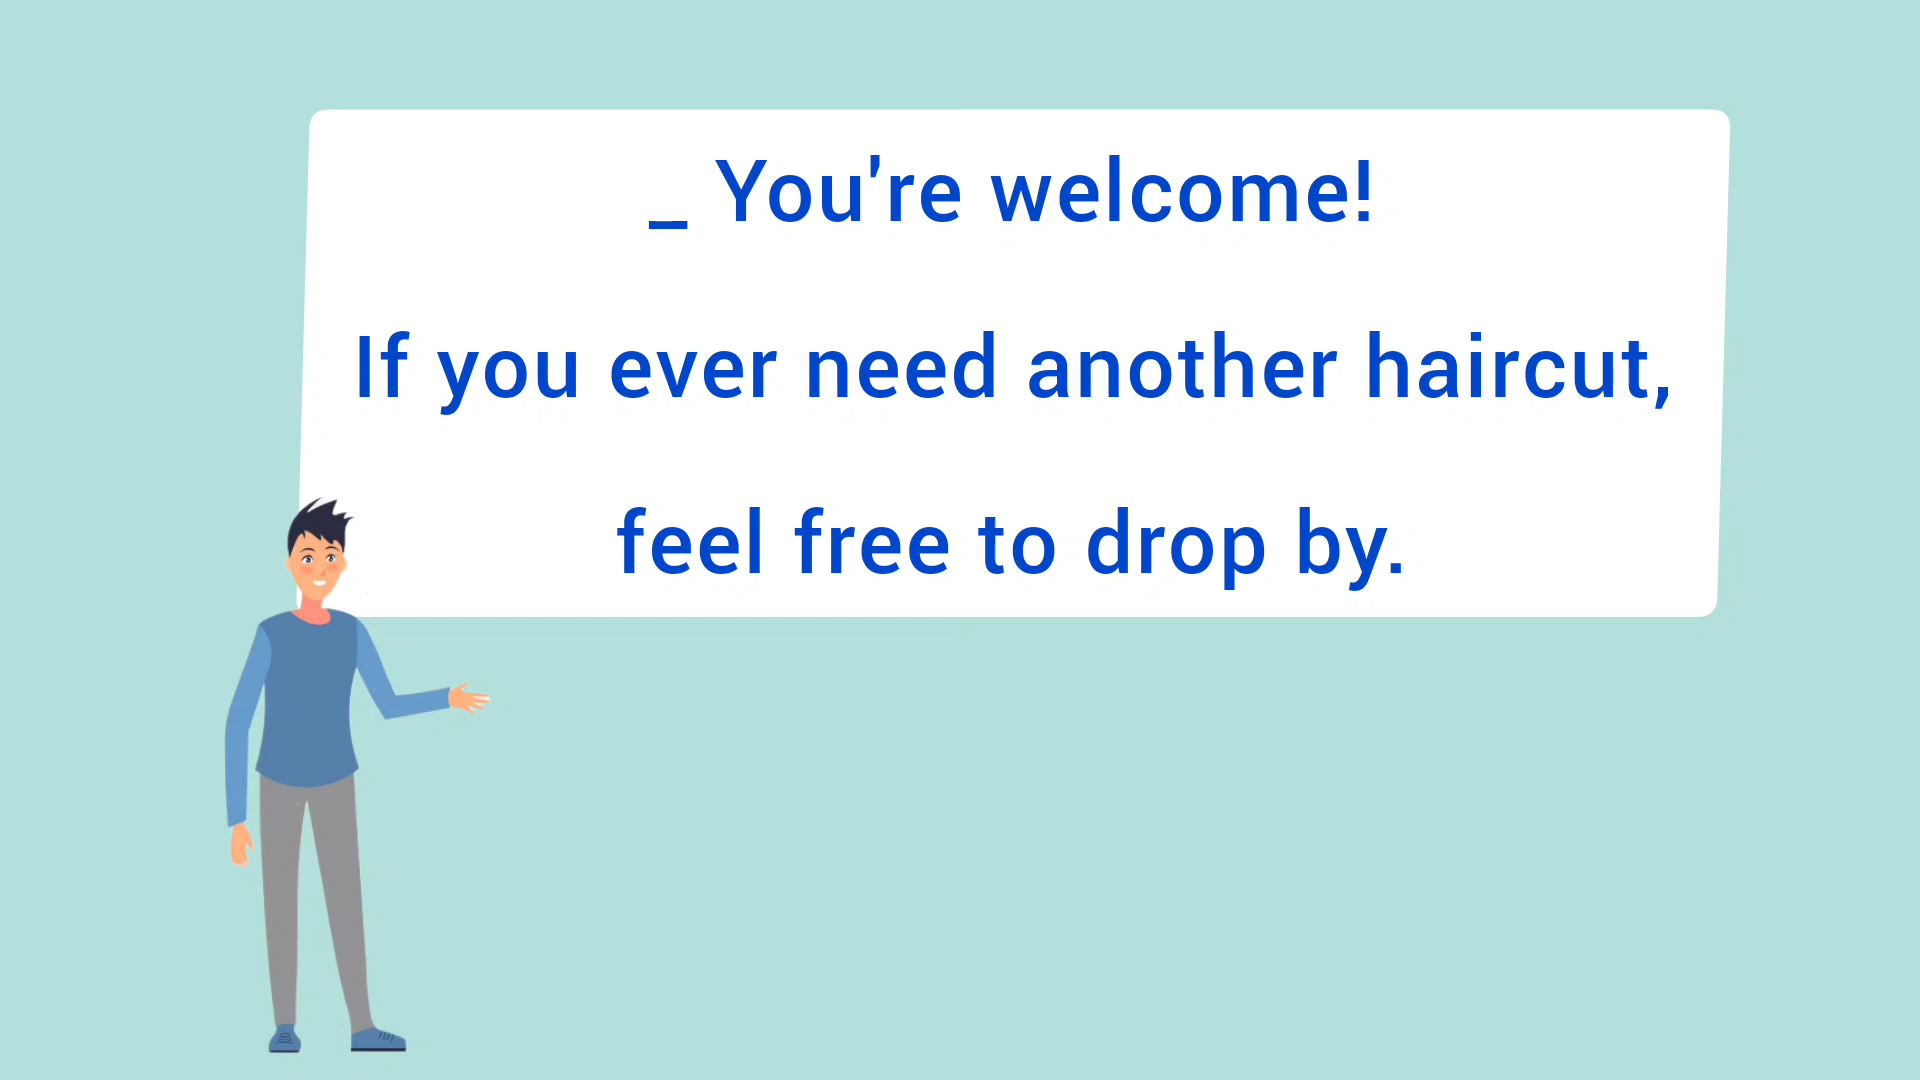 _ You're welcome!
If you ever need another haircut,
feel free to drop by.